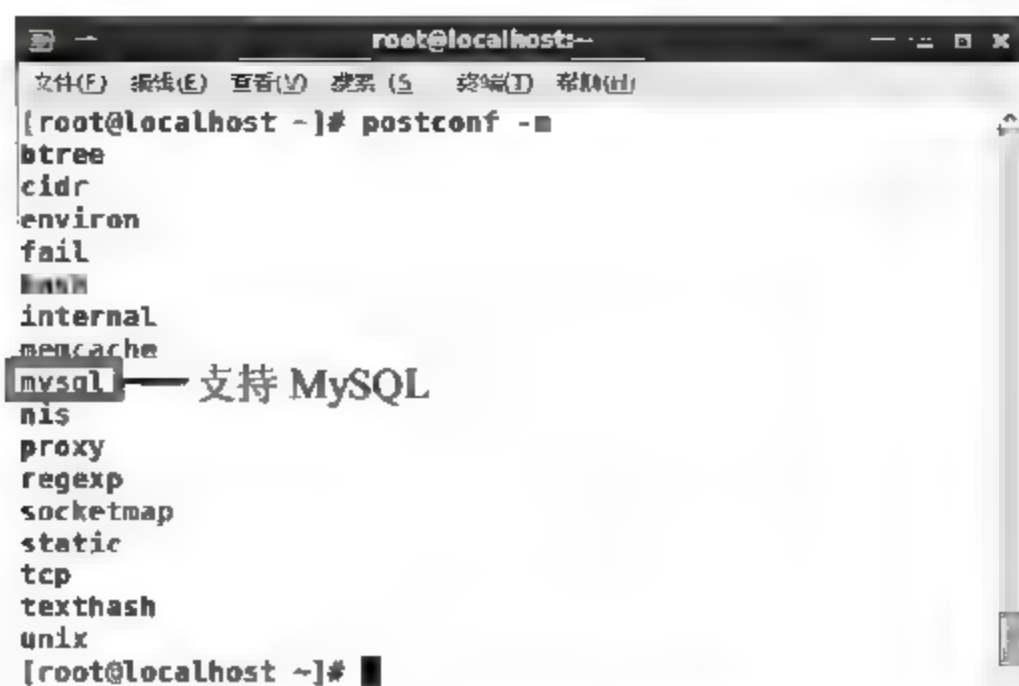 root@localhost:~
文件(F) 编辑(E) 查看(V) 搜索 (S 终端(T) 帮助(H)
[root@localhost ~]# postconf -m
btree
cidr
environ
fail
internal
memcache
mysql 支持 MySQL
nis
proxy
regexp
socketmap
static
tcp
texthash
unix
[root@localhost ~]#